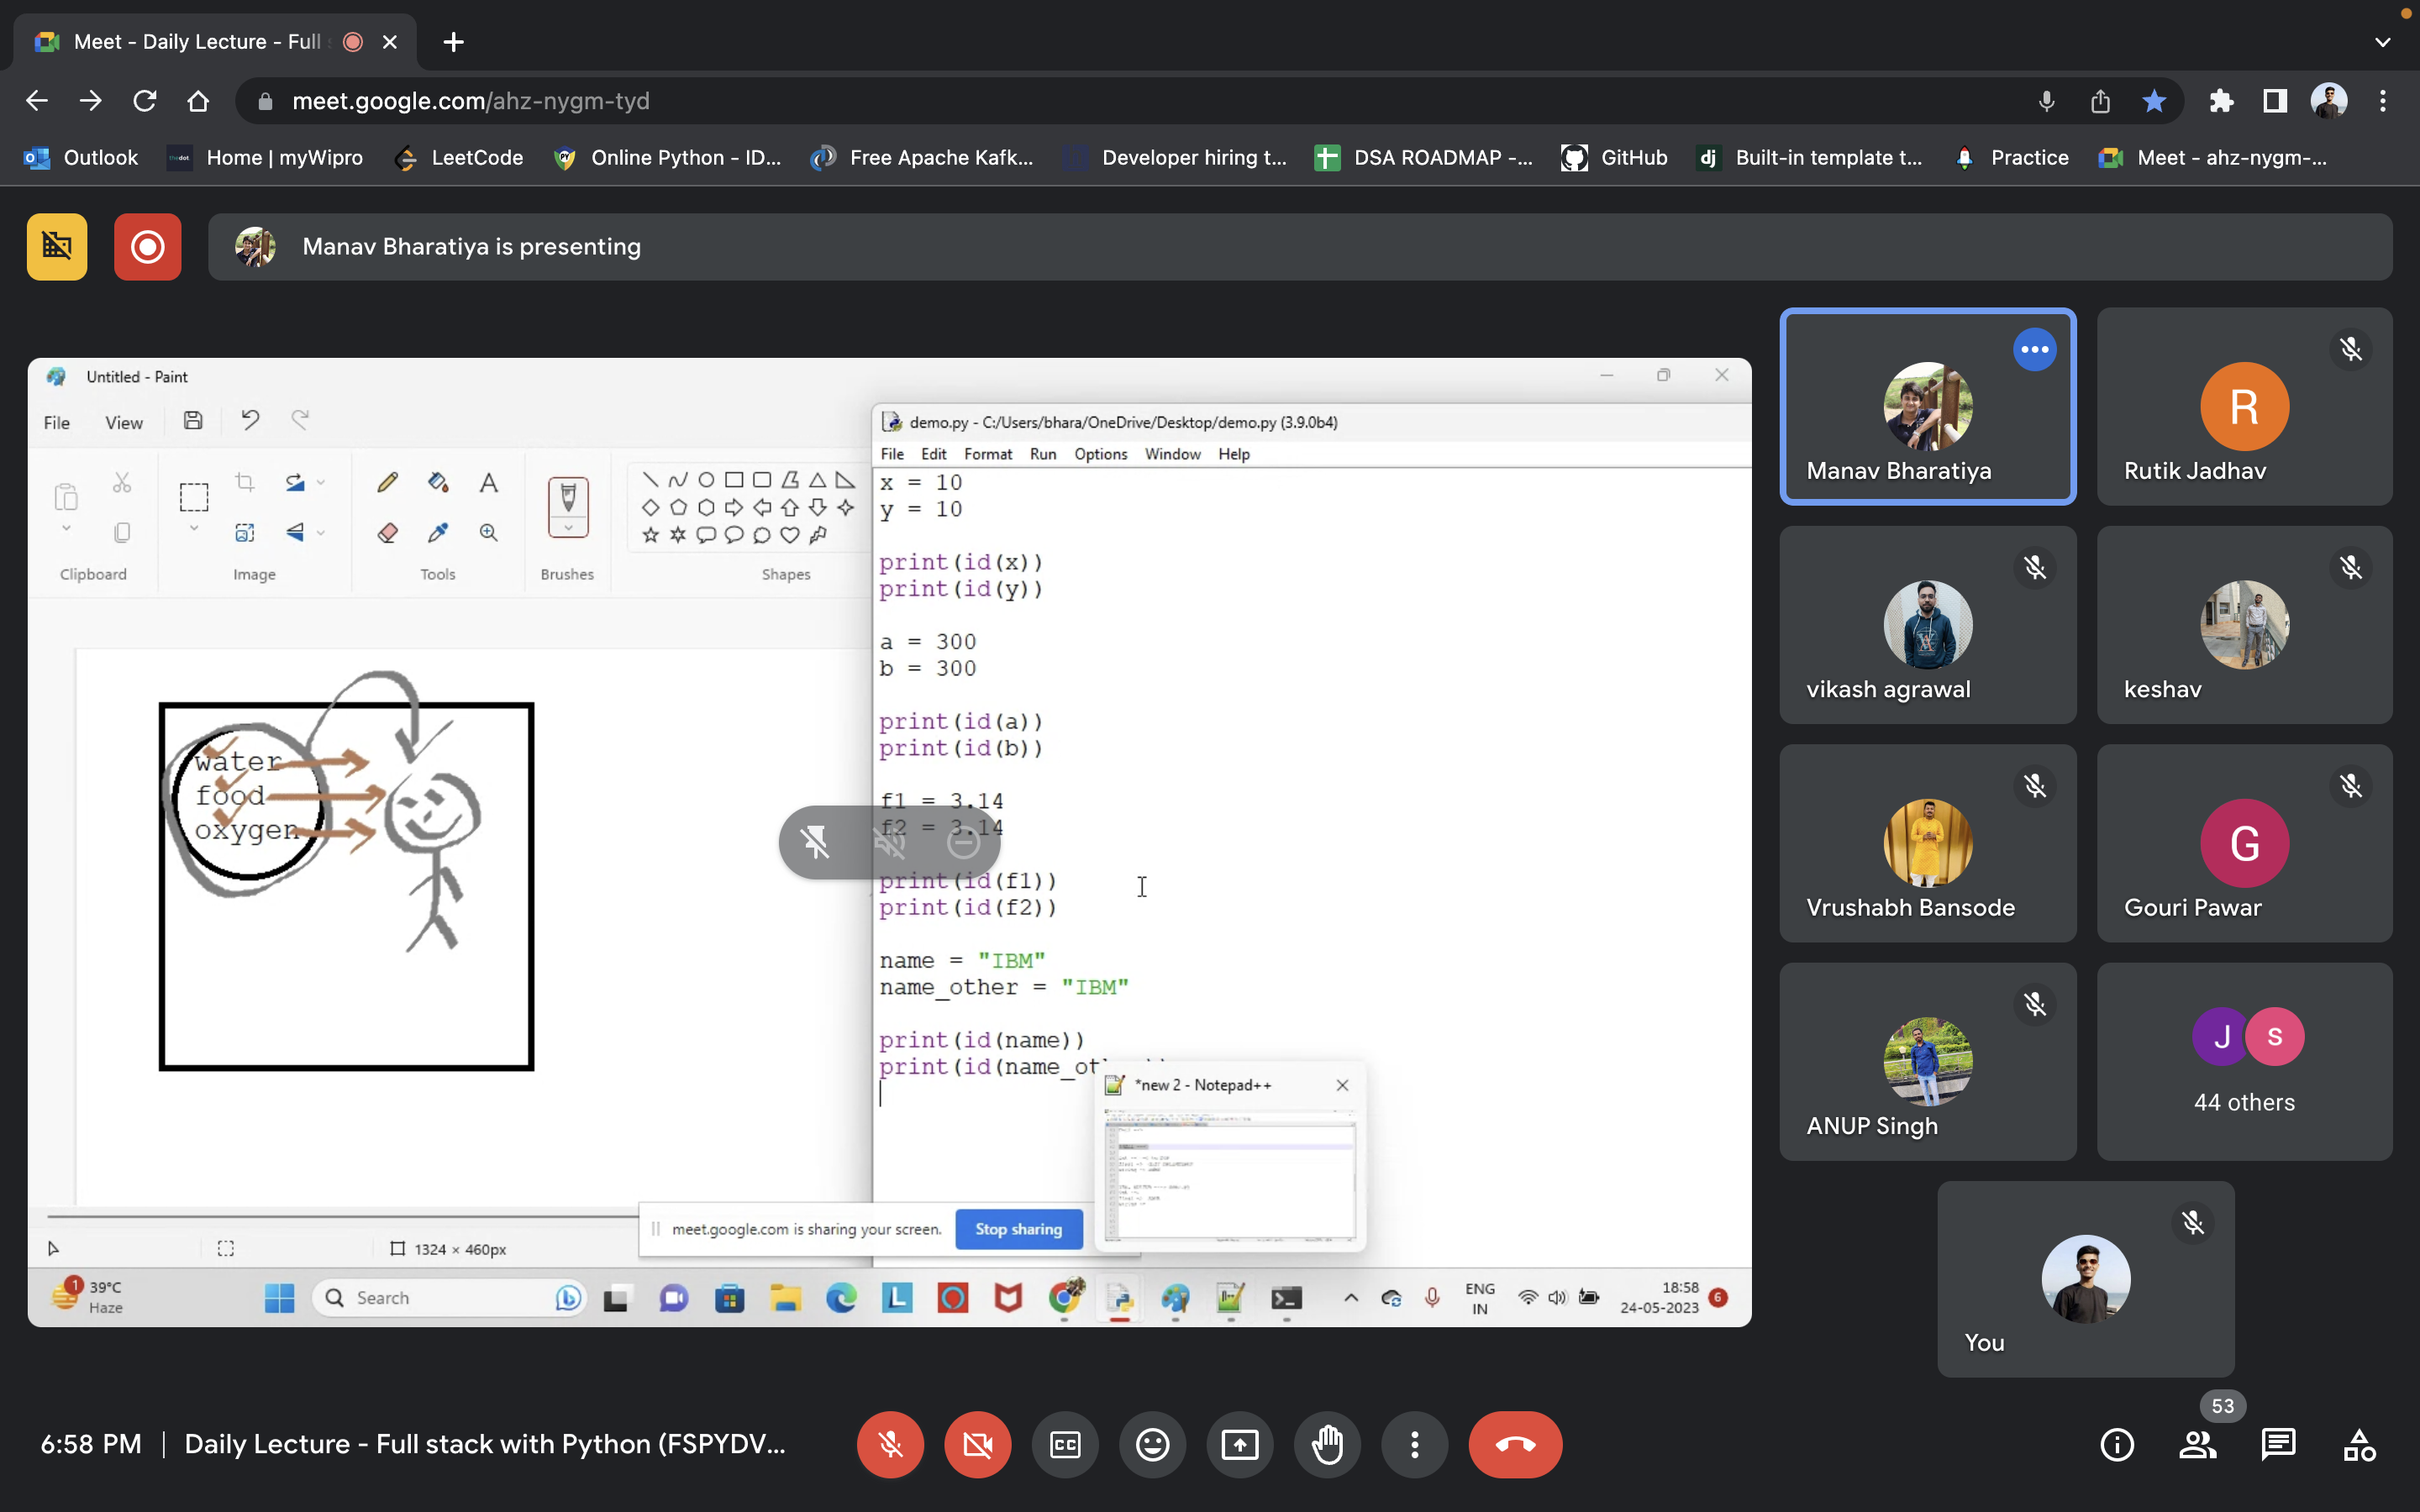 Meet - Daily Lecture - Full
meet.google.com/ahz-nygm-tyd
Outlook
Home | myWipro
LeetCode
Online Python - ID...
Free Apache Kafk...
Developer hiring t...
DSA ROADMAP -...
GitHub
Built-in template t...
Practice
Meet - ahz-nygm-...
Manav Bharatiya is presenting
Untitled - Paint
File View
Clipboard
Image
Tools
Brushes
Shapes
water
food
oxygen
1324 × 460px
demo.py - C:/Users/bhara/OneDrive/Desktop/demo.py (3.9.0b4)
File Edit Format Run Options Window Help
x = 10
y = 10
print(id(x))
print(id(y))
a = 300
b = 300
print(id(a))
print(id(b))
f1 = 3.14
f2 = 3.14
print(id(f1))
print(id(f2))
name = "IBM"
name_other = "IBM"
print(id(name))
print(id(name_ot
*new 2 - Notepad++
meet.google.com is sharing your screen.
Stop sharing
1
39°C
Haze
Search
ENG
IN
18:58
24-05-2023
6
Manav Bharatiya
R
Rutik Jadhav
vikash agrawal
keshav
Vrushabh Bansode
G
Gouri Pawar
ANUP Singh
J S
44 others
You
53
6:58 PM | Daily Lecture - Full stack with Python (FSPYDV...
CC